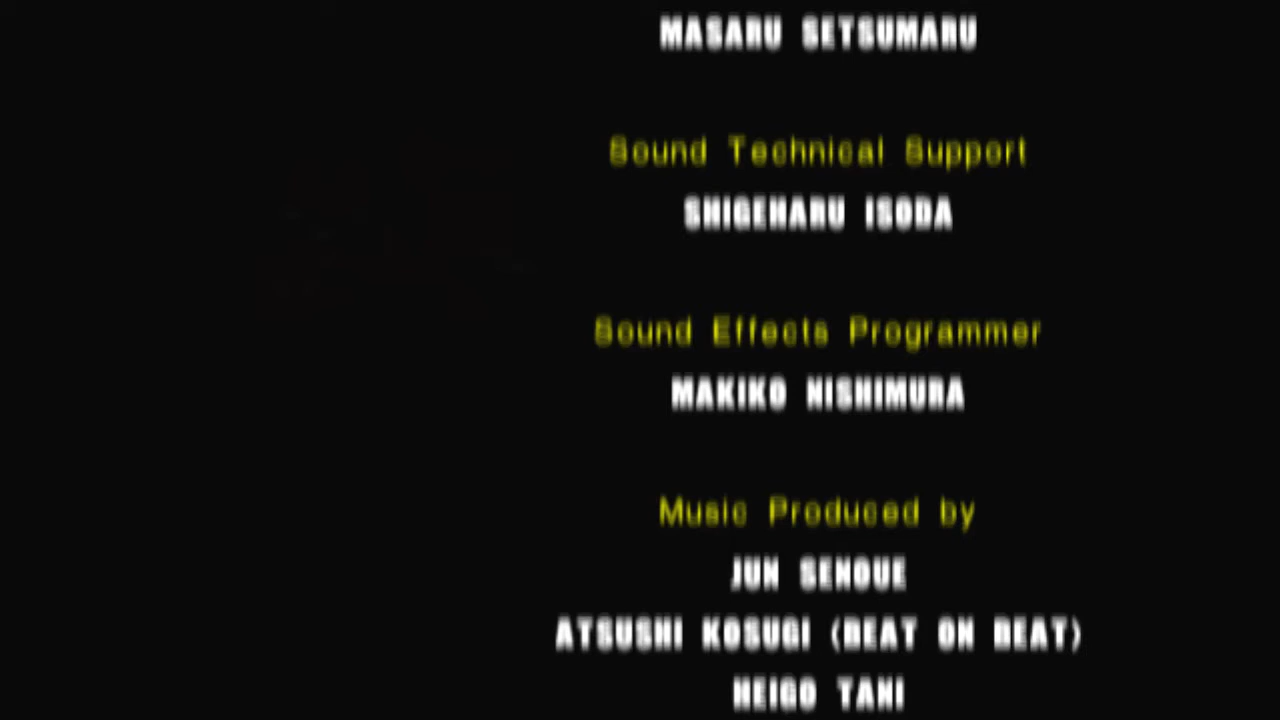 MASARU SETSUMARU
Sound Technical Support
SHIGEHARU ISODA
Sound Effects Programmer
MAKIKO NISHIMURA
Music Produced by
JUN SENOUE
ATSUSHI KOSUGI (BEAT ON BEAT)
HEIGO TANI